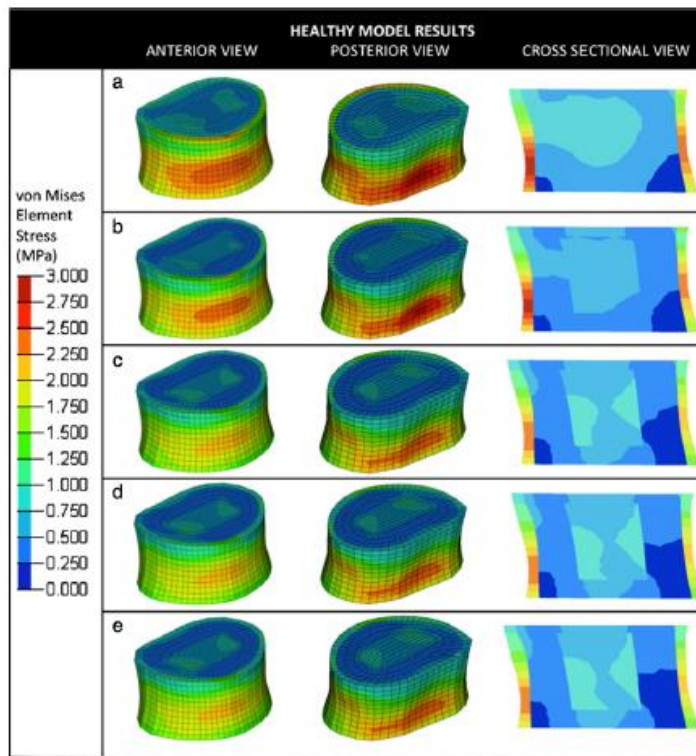 HEALTHY MODEL RESULTS
ANTERIOR VIEW POSTERIOR VIEW CROSS SECTIONAL VIEW
a
b
c
d
e
von Mises
Element
Stress
(MPa)
3.000
2.750
2.500
2.250
2.000
1.750
1.500
1.250
1.000
0.750
0.500
0.250
0.000